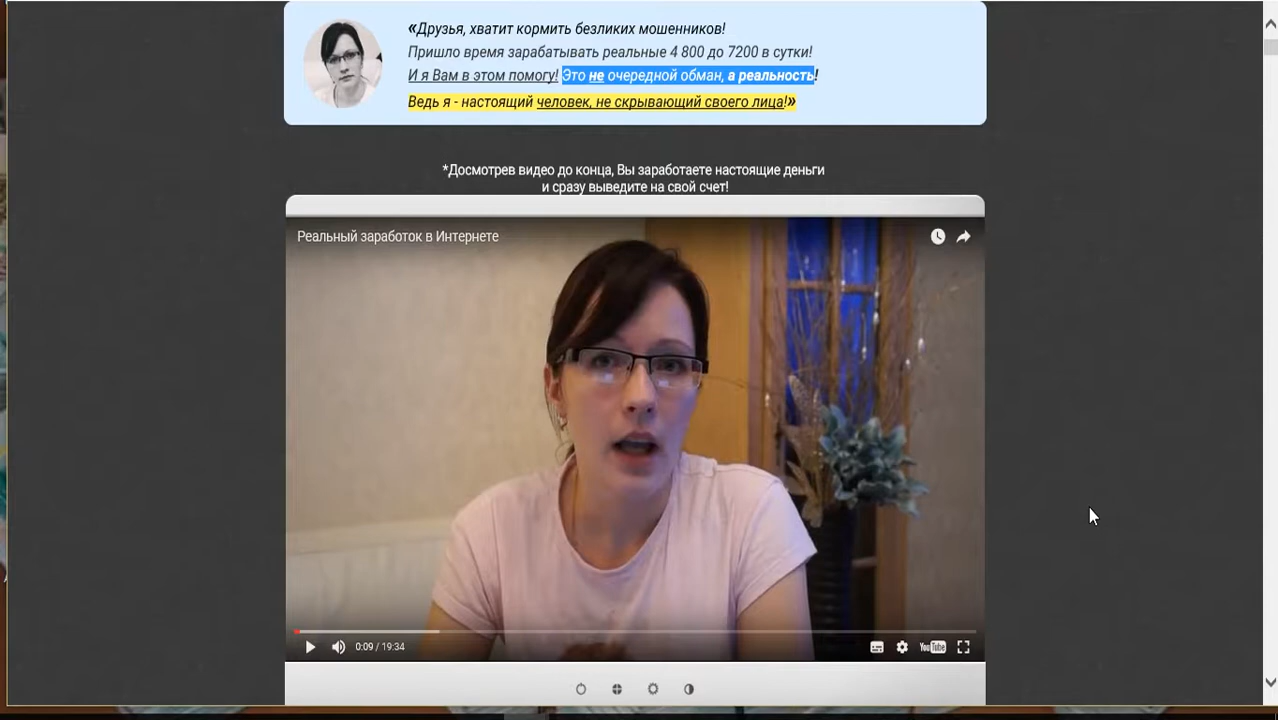 «Друзья, хватит кормить безликих мошенников!
Пришло время зарабатывать реальные 4 800 до 7200 в сутки!
И я Вам в этом помогу! Это не очередной обман, а реальность!
Ведь я - настоящий человек, не скрывающий своего лица!»
*Досмотрев видео до конца, Вы заработаете настоящие деньги
и сразу выведите на свой счет!
Реальный заработок в Интернете
0:09 / 19:34
YouTube